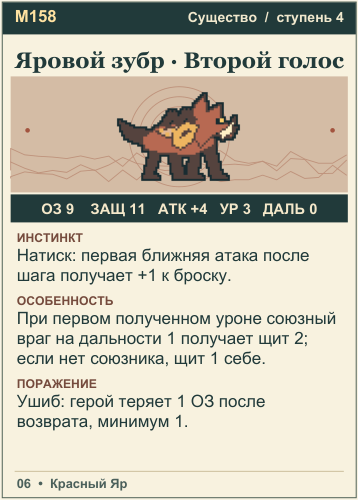 M158
Существо / ступень 4
Яровой зубр · Второй голос
ОЗ 9 ЗАЩ 11 АТК +4 УР 3 ДАЛЬ 0
ИНСТИНКТ
Натиск: первая ближняя атака после
шага получает +1 к броску.
ОСОБЕННОСТЬ
При первом полученном уроне союзный
враг на дальности 1 получает щит 2;
если нет союзника, щит 1 себе.
ПОРАЖЕНИЕ
Ушиб: герой теряет 1 ОЗ после
возврата, минимум 1.
06 • Красный Яр